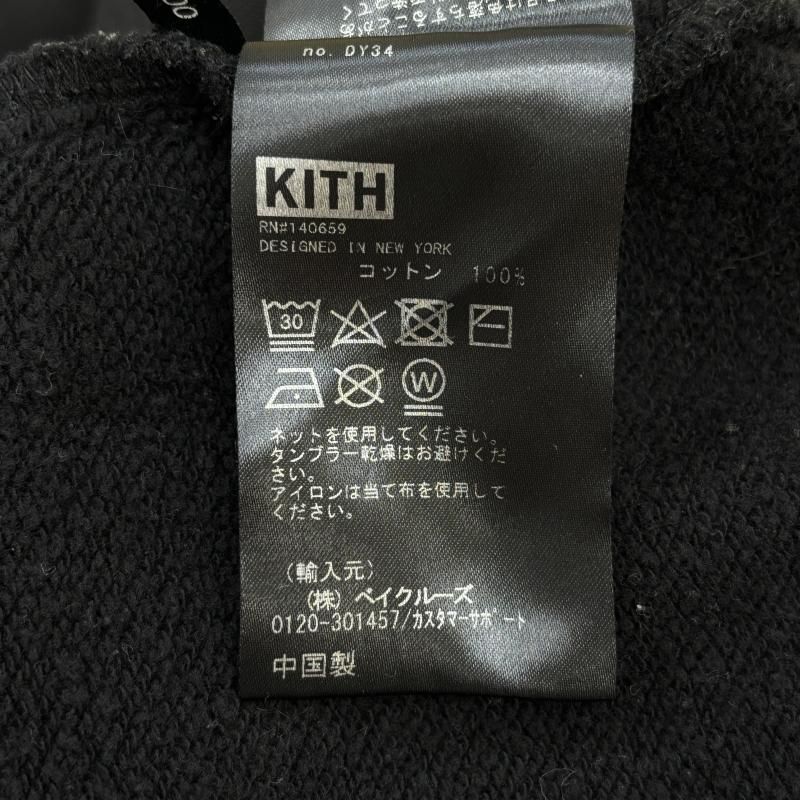 no. DY34
KITH
RN#140659
DESIGNED IN NEW YORK
コットン 100%
30
W
ネットを使用してください。
タンブラー乾燥はお避けくだ
さい。
アイロンは当て布を使用して
ください。
(輸入元)
(株) ベイクルーズ
0120-301457/カスタマーサポート
中国製